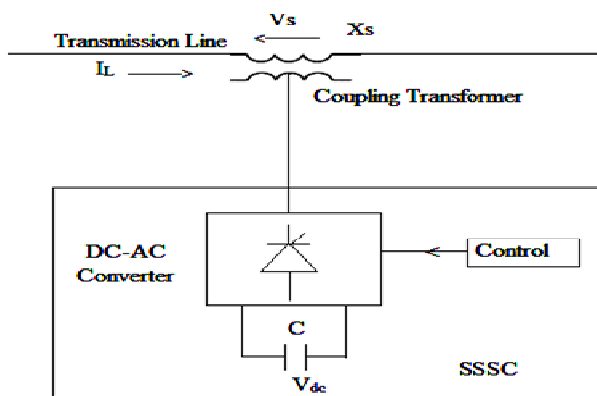 Vs
Xs
Transmission Line
IL
Coupling Transformer
DC-AC
Converter
Control
C
Vdc
SSSC